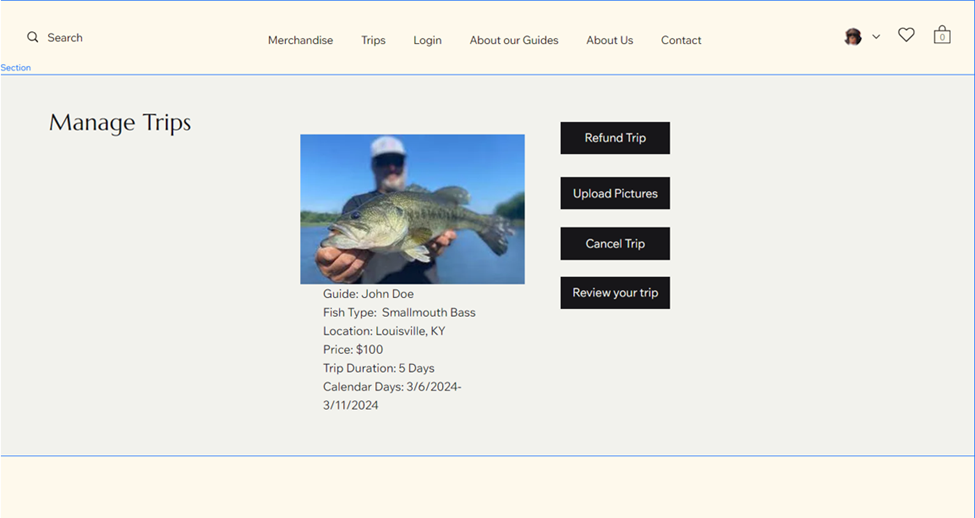 Search
Merchandise Trips Login About our Guides About Us Contact
0
Section
Manage Trips
Refund Trip
Upload Pictures
Cancel Trip
Review your trip
Guide: John Doe
Fish Type: Smallmouth Bass
Location: Louisville, KY
Price: $100
Trip Duration: 5 Days
Calendar Days: 3/6/2024-
3/11/2024